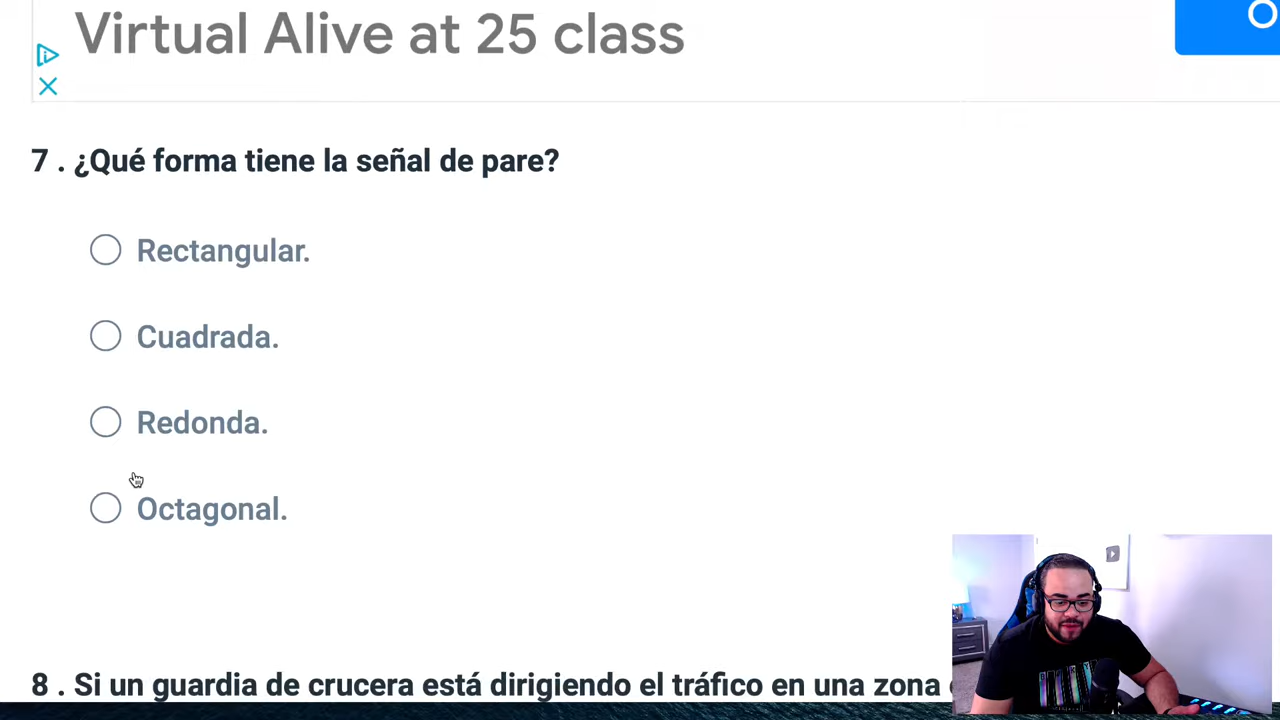 Virtual Alive at 25 class
7 . ¿Qué forma tiene la señal de pare?
Rectangular.
Cuadrada.
Redonda.
Octagonal.
8 . Si un guardia de crucera está dirigiendo el tráfico en una zona